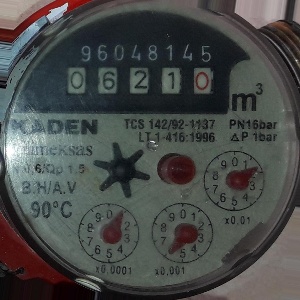 96048145
06210
m³
KADEN
TCS 142/92-1137
PN16bar
LT.1-416:1996
ΔP 1bar
B:H/A.V
90°C
x0,01
x0,0001
x0,001